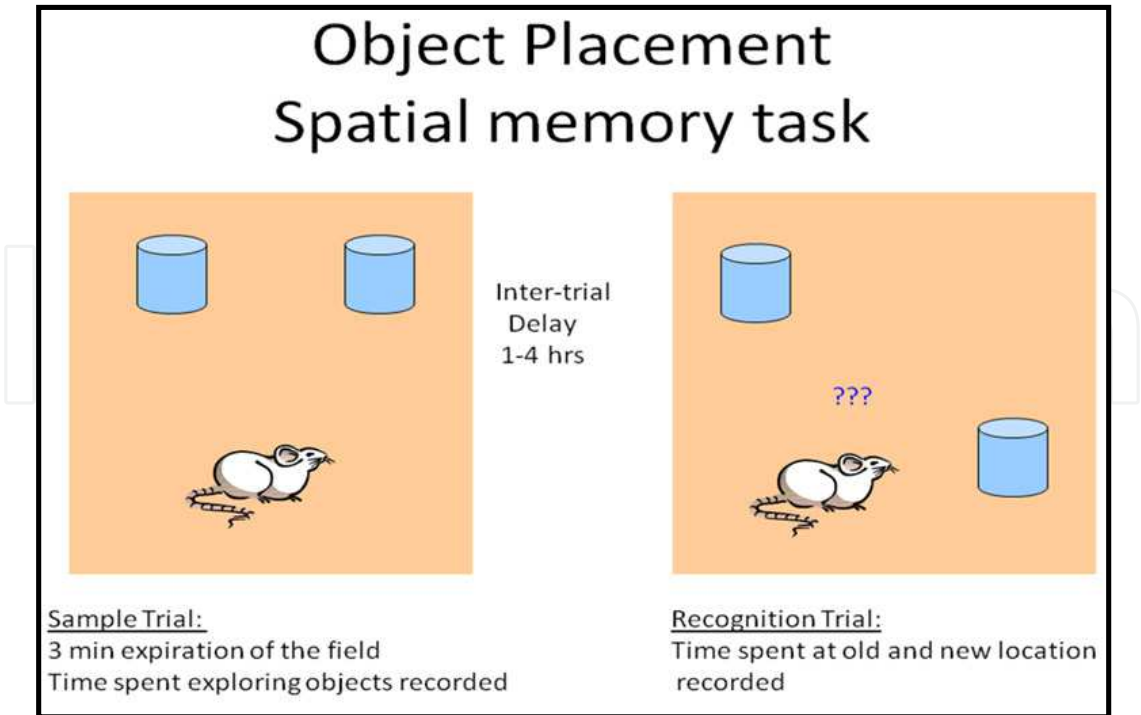 Object Placement
Spatial memory task
Inter-trial
Delay
1-4 hrs
???
Sample Trial:
3 min expiration of the field
Time spent exploring objects recorded
Recognition Trial:
Time spent at old and new location
recorded